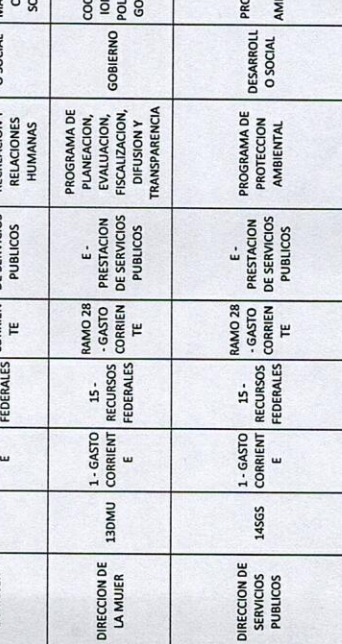 E
FEDERALES
TE
PUBLICOS
RELACIONES
HUMANAS
O SOCIAL
DIRECCION DE
LA MUJER
13DMU
1 - GASTO
CORRIENT
E
15 -
RECURSOS
FEDERALES
RAMO 28
- GASTO
CORRIEN
TE
E -
PRESTACION
DE SERVICIOS
PUBLICOS
PROGRAMA DE
PLANEACION,
EVALUACION,
FISCALIZACION,
DIFUSION Y
TRANSPARENCIA
GOBIERNO
DIRECCION DE
SERVICIOS
PUBLICOS
14SGS
1 - GASTO
CORRIENT
E
15 -
RECURSOS
FEDERALES
RAMO 28
- GASTO
CORRIEN
TE
E -
PRESTACION
DE SERVICIOS
PUBLICOS
PROGRAMA DE
PROTECCION
AMBIENTAL
DESARROLL
O SOCIAL